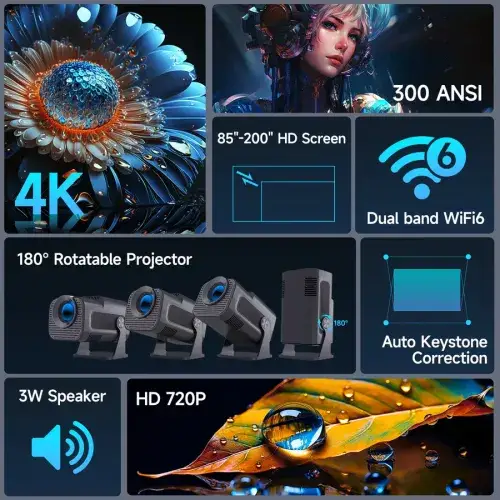 4K
300 ANSI
85"-200" HD Screen
6
Dual band WiFi6
180° Rotatable Projector
180°
Auto Keystone
Correction
3W Speaker
HD 720P